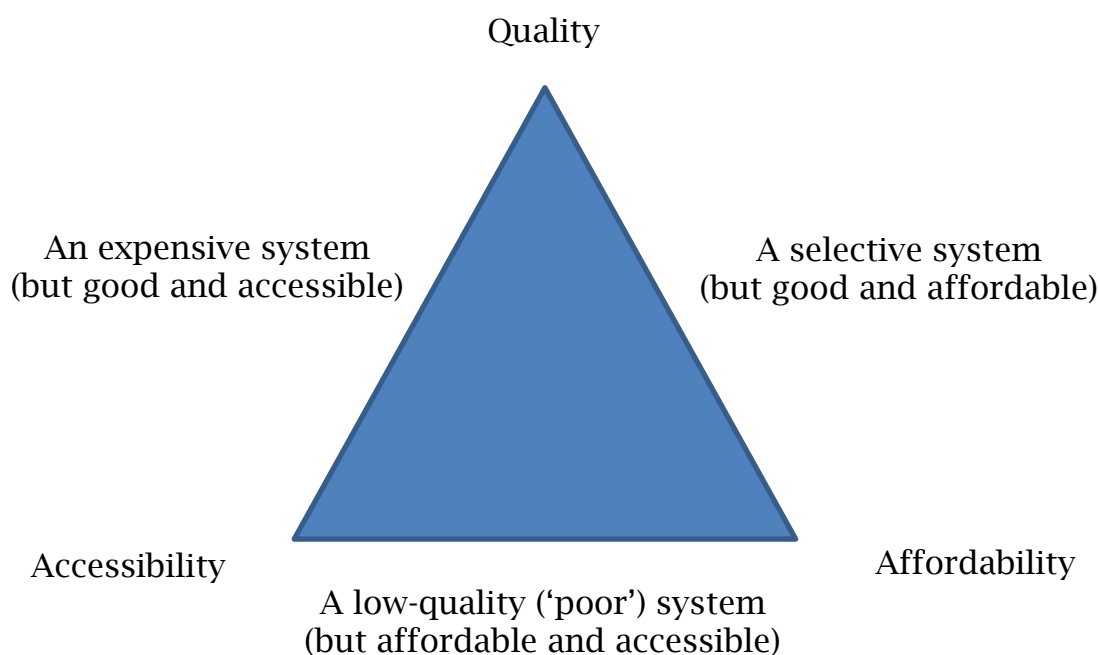 Quality
An expensive system
(but good and accessible)
A selective system
(but good and affordable)
Accessibility
Affordability
A low-quality (‘poor’) system
(but affordable and accessible)